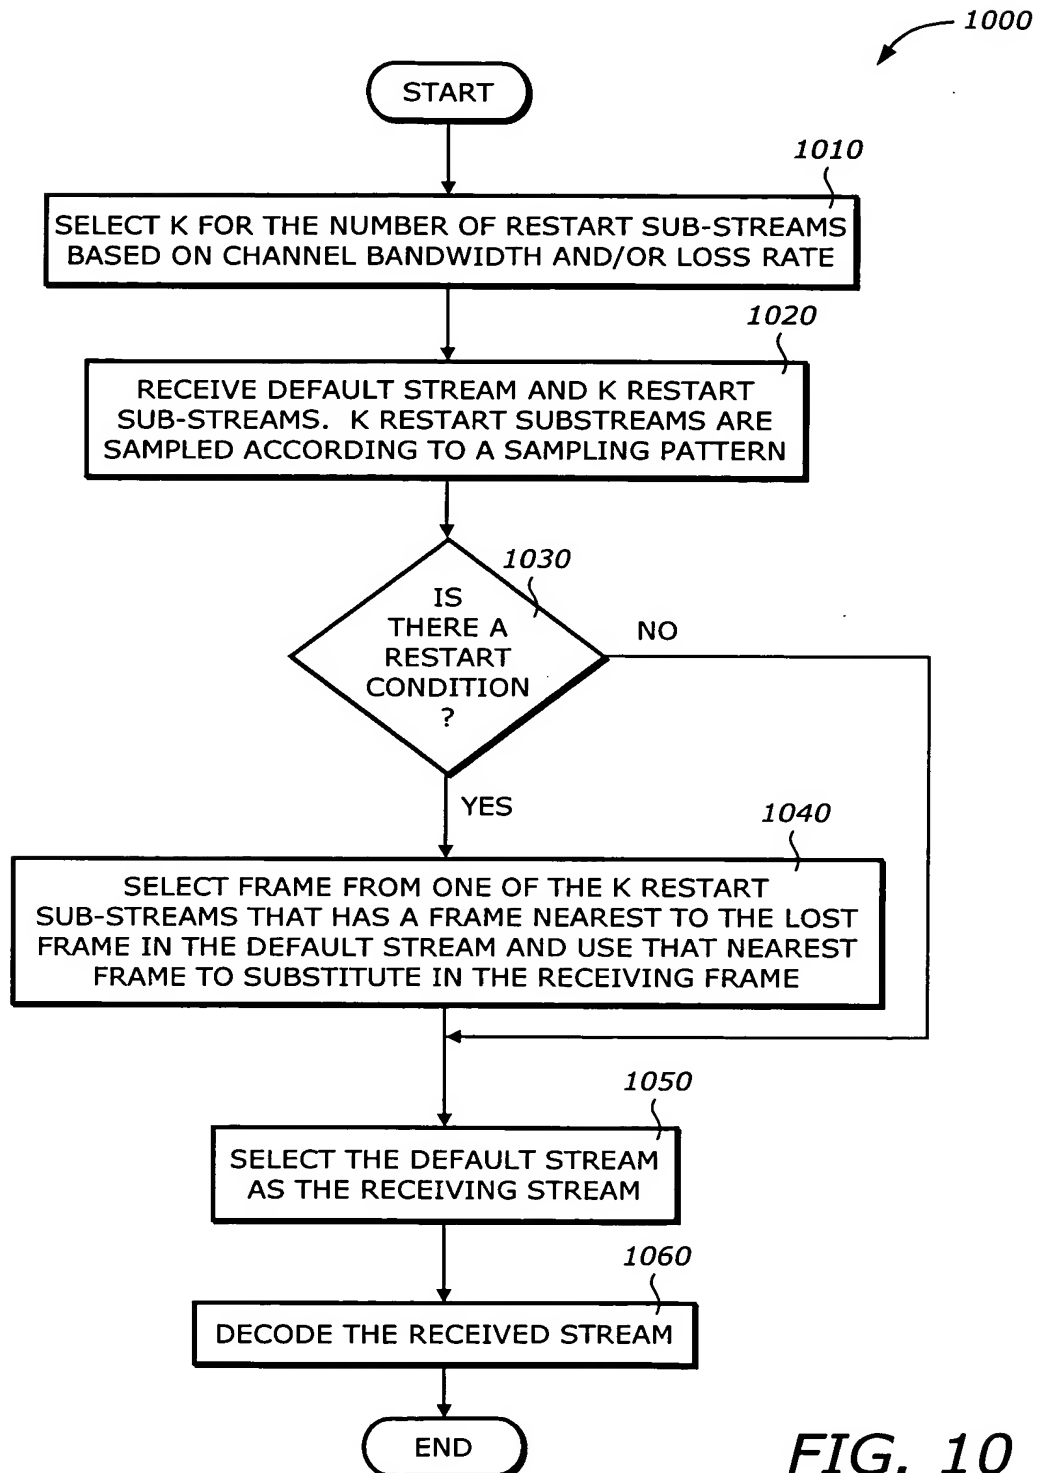 1000
START
1010
SELECT K FOR THE NUMBER OF RESTART SUB-STREAMS
BASED ON CHANNEL BANDWIDTH AND/OR LOSS RATE
1020
RECEIVE DEFAULT STREAM AND K RESTART
SUB-STREAMS. K RESTART SUBSTREAMS ARE
SAMPLED ACCORDING TO A SAMPLING PATTERN
1030
IS
THERE A
RESTART
CONDITION
?
NO
YES
1040
SELECT FRAME FROM ONE OF THE K RESTART
SUB-STREAMS THAT HAS A FRAME NEAREST TO THE LOST
FRAME IN THE DEFAULT STREAM AND USE THAT NEAREST
FRAME TO SUBSTITUTE IN THE RECEIVING FRAME
1050
SELECT THE DEFAULT STREAM
AS THE RECEIVING STREAM
1060
DECODE THE RECEIVED STREAM
END
FIG. 10